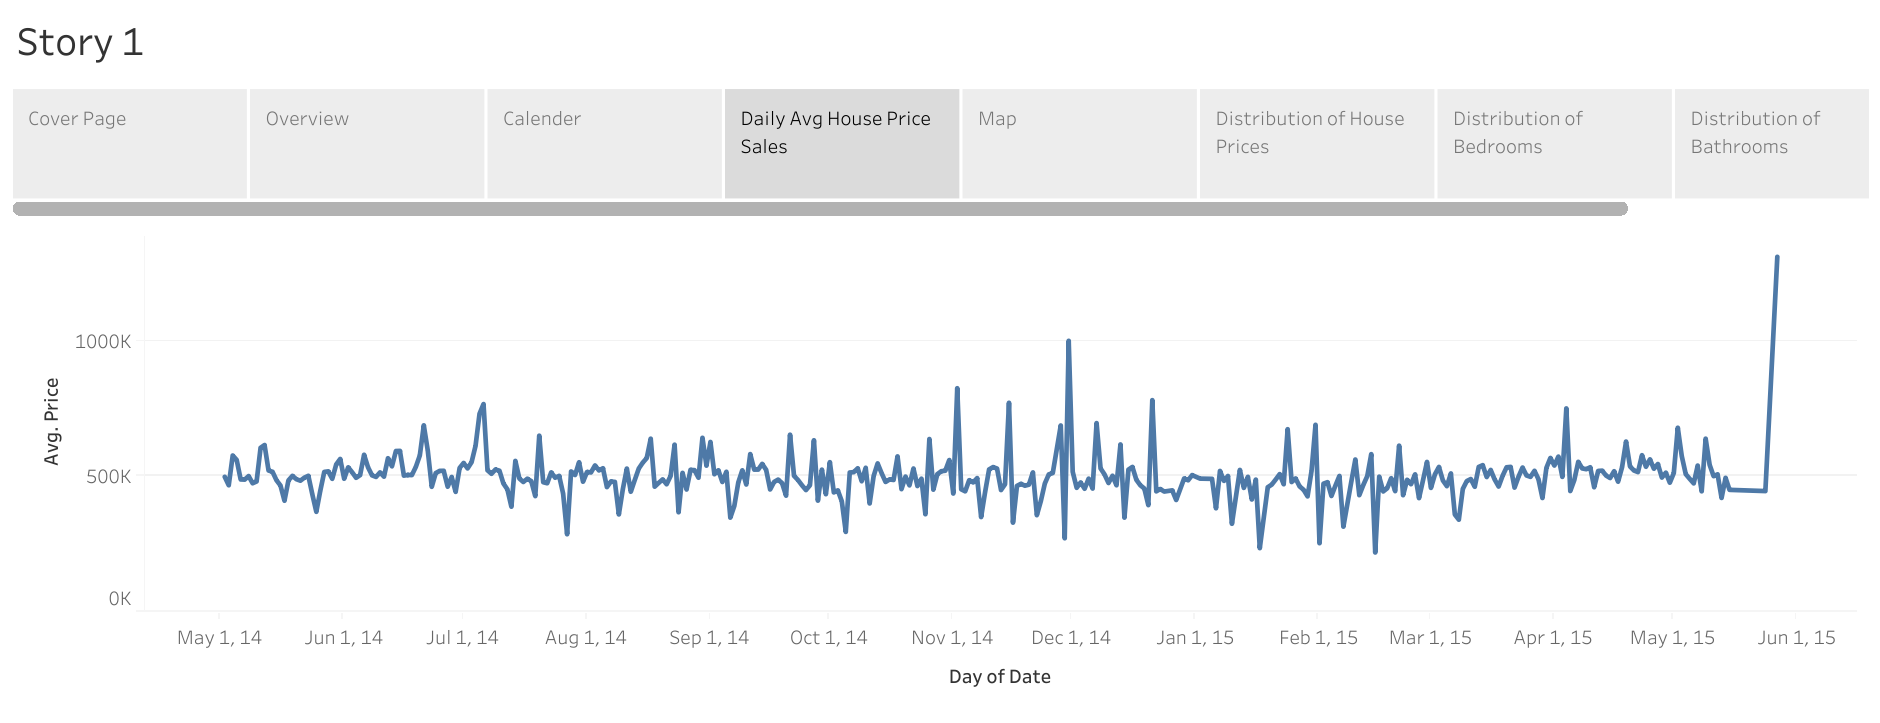 Story 1
Cover Page
Overview
Calender
Daily Avg House Price
Sales
Map
Distribution of House
Prices
Distribution of
Bedrooms
Distribution of
Bathrooms
1000K
500K
0K
Avg. Price
May 1, 14
Jun 1, 14
Jul 1, 14
Aug 1, 14
Sep 1, 14
Oct 1, 14
Nov 1, 14
Dec 1, 14
Jan 1, 15
Feb 1, 15
Mar 1, 15
Apr 1, 15
May 1, 15
Jun 1, 15
Day of Date